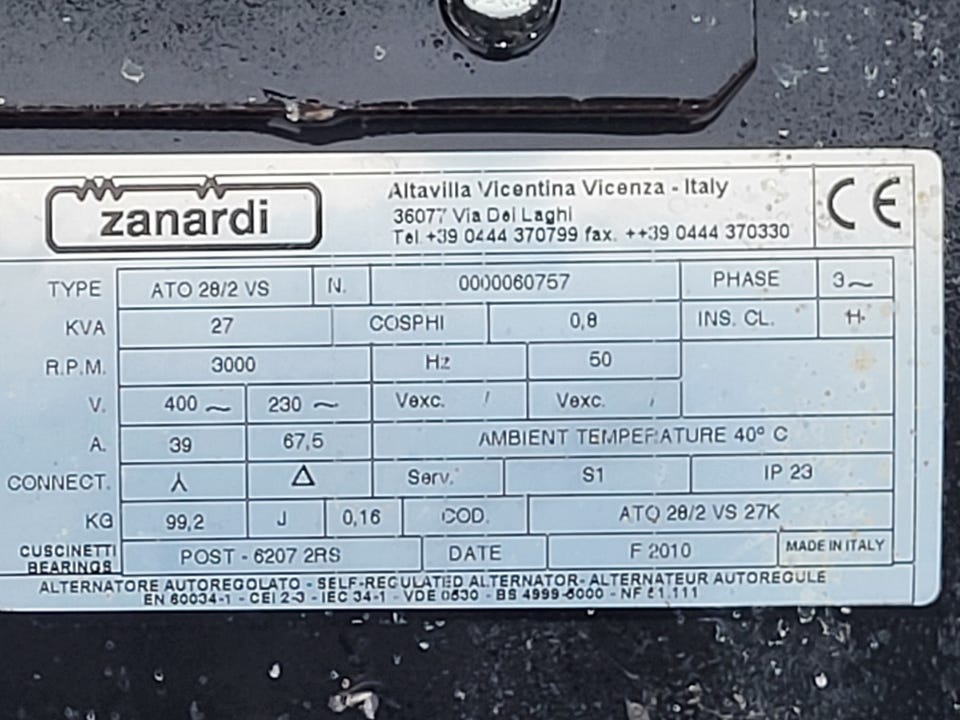 zanardi
Altavilla Vicentina Vicenza - Italy
36077 Via Dei Laghi
Tel. +39 0444 370799 fax. ++39 0444 370330
CE
TYPE ATO 28/2 VS N. 0000060757 PHASE 3~
KVA 27 COSPHI 0,8 INS. CL. H
R.P.M. 3000 Hz 50
V. 400 ~ 230 ~ Vexc. / Vexc. /
A. 39 67,5 AMBIENT TEMPERATURE 40° C
CONNECT. Y Δ Serv. S1 IP 23
KG 99,2 J 0,16 COD. ATO 28/2 VS 27K
CUSCINETTI
BEARINGS POST - 6207 2RS DATE F 2010 MADE IN ITALY
ALTERNATORE AUTOREGOLATO - SELF-REGULATED ALTERNATOR- ALTERNATEUR AUTOREGULE
EN 60034-1 - CEI 2-3 - IEC 34-1 - VDE 0530 - BS 4999-5000 - NF 51.111